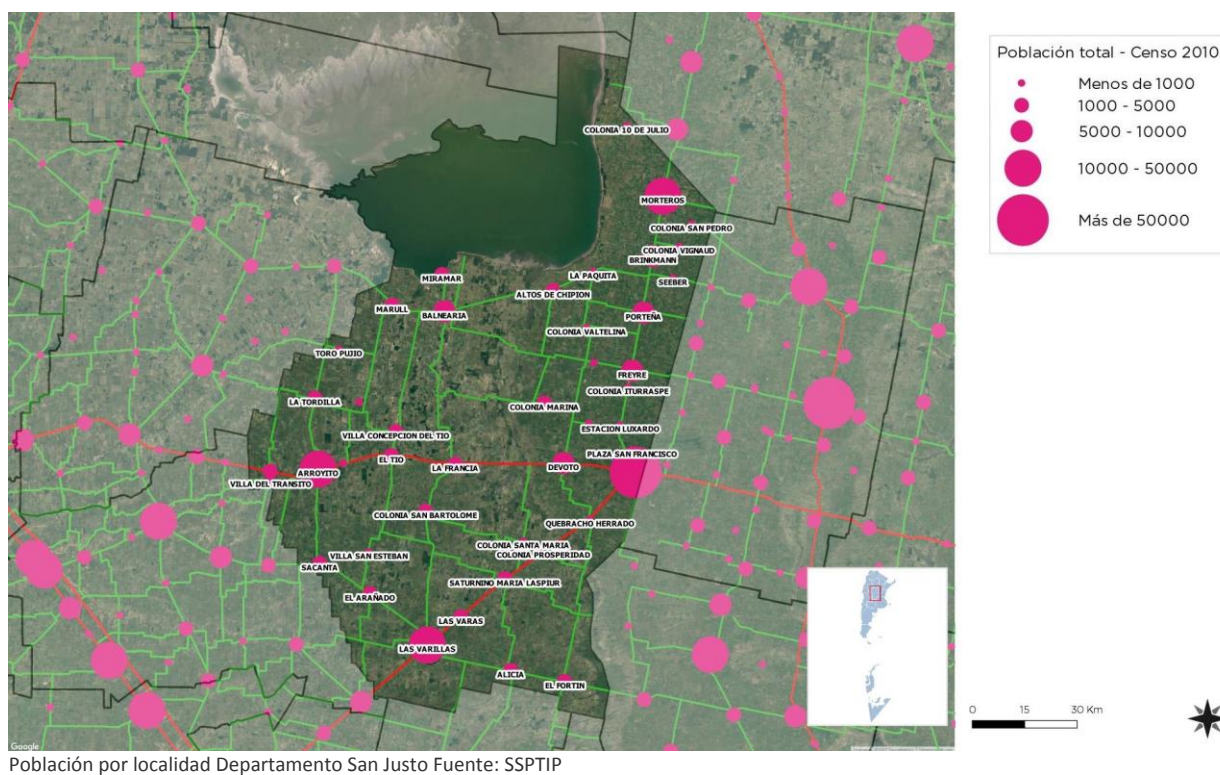 Población total - Censo 2010
Menos de 1000
1000 - 5000
5000 - 10000
10000 - 50000
Más de 50000
COLONIA 10 DE JULIO
MORTEROS
COLONIA SAN PEDRO
COLONIA VIGNAUD
BRINKMANN
LA PAQUITA
SEEBER
MIRAMAR
ALTOS DE CHIPION
MARULL
BALNEARIA
PORTEÑA
COLONIA VALTELINA
TORO PUJIO
FREYRE
COLONIA ITURRASPE
LA TORDILLA
COLONIA MARINA
VILLA CONCEPCION DEL TIO
ESTACION LUXARDO
EL TIO
PLAZA SAN FRANCISCO
LA FRANCIA
DEVOTO
ARROYITO
VILLA DEL TRANSITO
COLONIA SAN BARTOLOME
QUEBRACHO HERRADO
COLONIA SANTA MARIA
COLONIA PROSPERIDAD
VILLA SAN ESTEBAN
SACANTA
SATURNINO MARIA LASPIUR
EL ARAÑADO
LAS VARAS
LAS VARILLAS
ALICIA
EL FORTIN
0 15 30 Km
Google
Población por localidad Departamento San Justo Fuente: SSPTIP